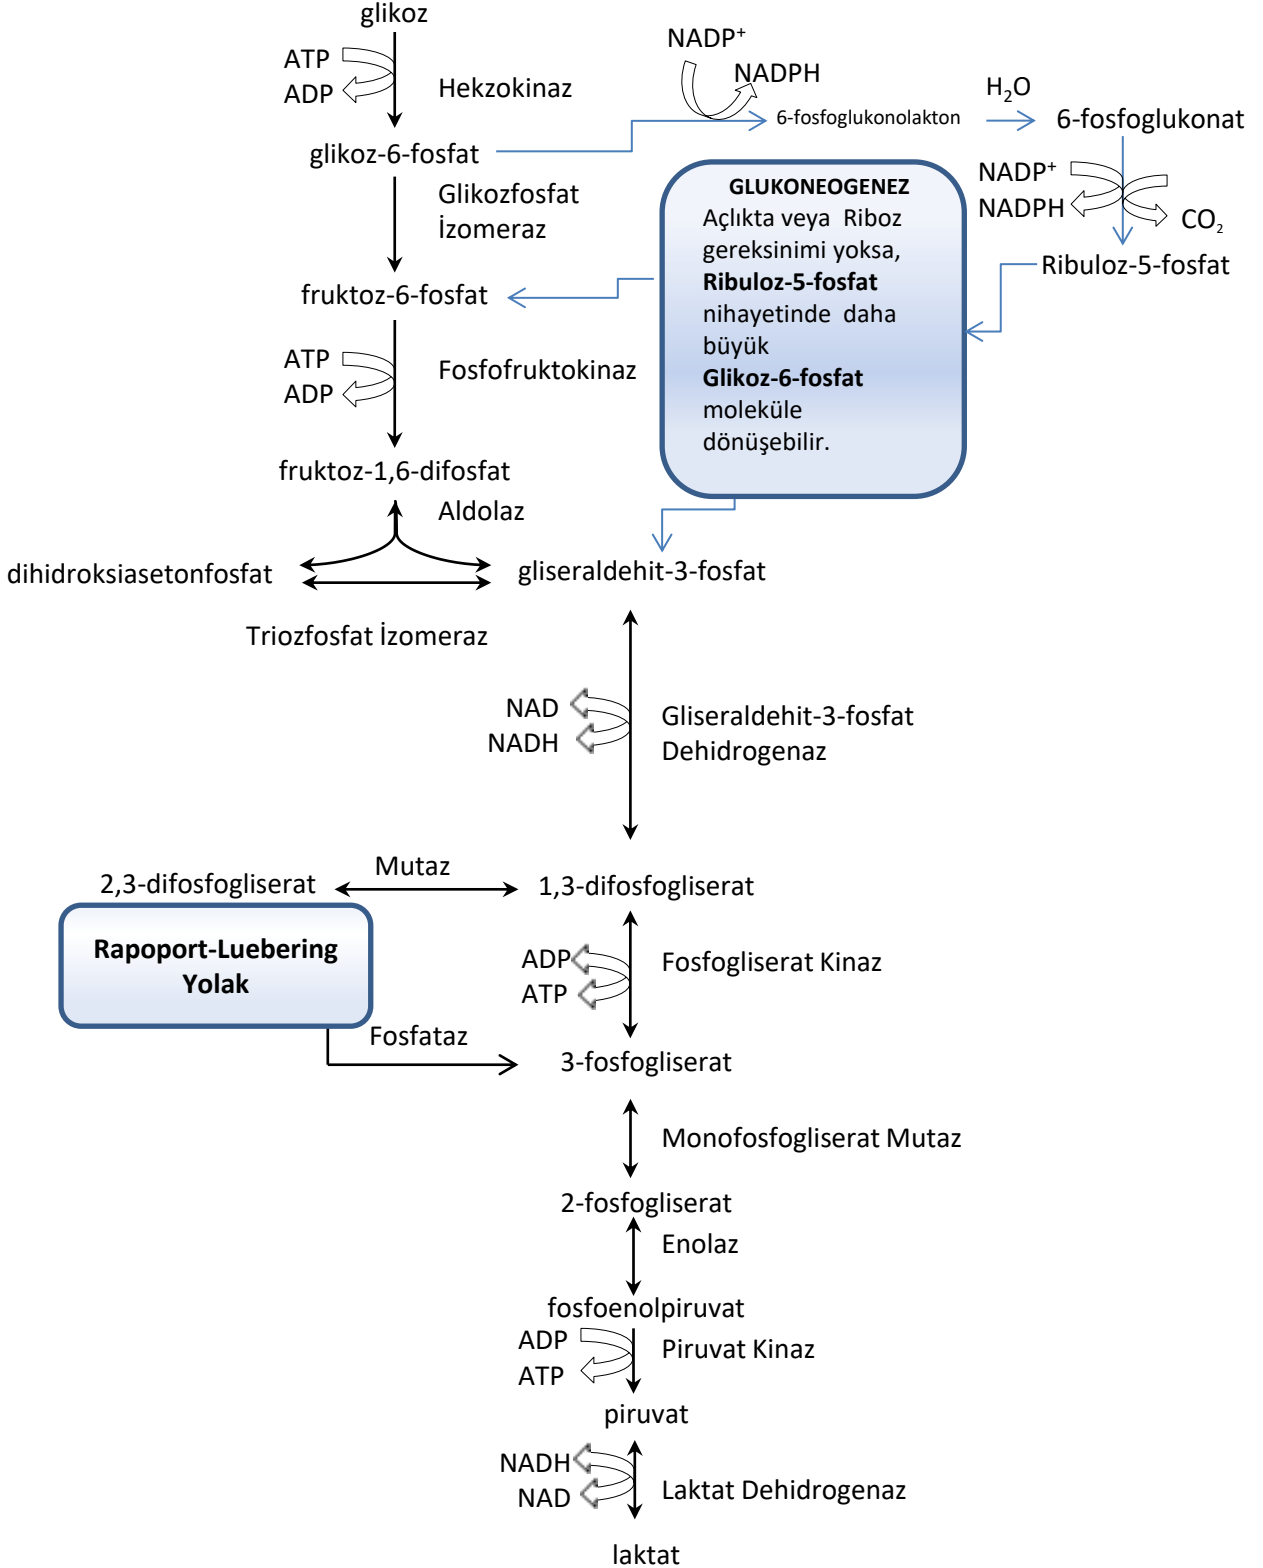 glikoz
ATP
ADP
Hekzokinaz
NADP⁺
NADPH
6-fosfoglukonolakton
H₂O
6-fosfoglukonat
glikoz-6-fosfat
Glikozfosfat
İzomeraz
NADP⁺
NADPH
CO₂
Ribuloz-5-fosfat
GLUKONEOGENEZ
Açlıkta veya Riboz
gereksinimi yoksa,
Ribuloz-5-fosfat
nihayetinde daha
büyük
Glikoz-6-fosfat
moleküle
dönüşebilir.
fruktoz-6-fosfat
ATP
ADP
Fosfofruktokinaz
fruktoz-1,6-difosfat
Aldolaz
dihidroksiasetonfosfat
gliseraldehit-3-fosfat
Triozfosfat İzomeraz
NAD
NADH
Gliseraldehit-3-fosfat
Dehidrogenaz
2,3-difosfogliserat
Mutaz
1,3-difosfogliserat
Rapoport-Luebering
Yolak
ADP
ATP
Fosfogliserat Kinaz
Fosfataz
3-fosfogliserat
Monofosfogliserat Mutaz
2-fosfogliserat
Enolaz
fosfoenolpiruvat
ADP
ATP
Piruvat Kinaz
piruvat
NADH
NAD
Laktat Dehidrogenaz
laktat